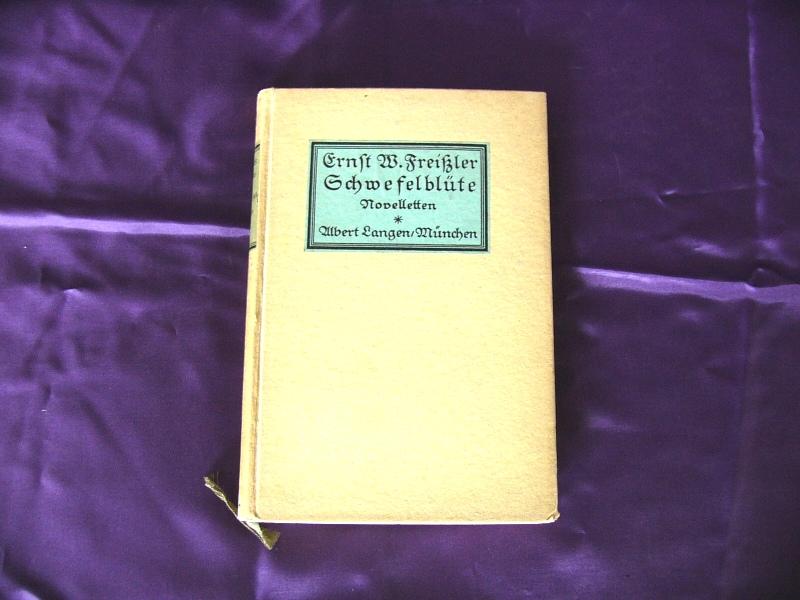 Ernſt W. Freißler
Schwefelblüte
Novelletten
*
Albert Langen/München